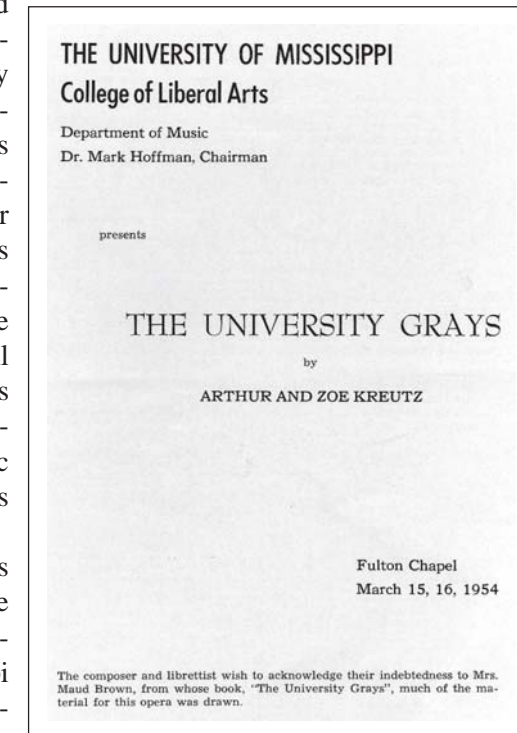 THE UNIVERSITY OF MISSISSIPPI
College of Liberal Arts
Department of Music
Dr. Mark Hoffman, Chairman
presents
THE UNIVERSITY GRAYS
by
ARTHUR AND ZOE KREUTZ
Fulton Chapel
March 15, 16, 1954
The composer and librettist wish to acknowledge their indebtedness to Mrs.
Maud Brown, from whose book, "The University Grays", much of the ma-
terial for this opera was drawn.